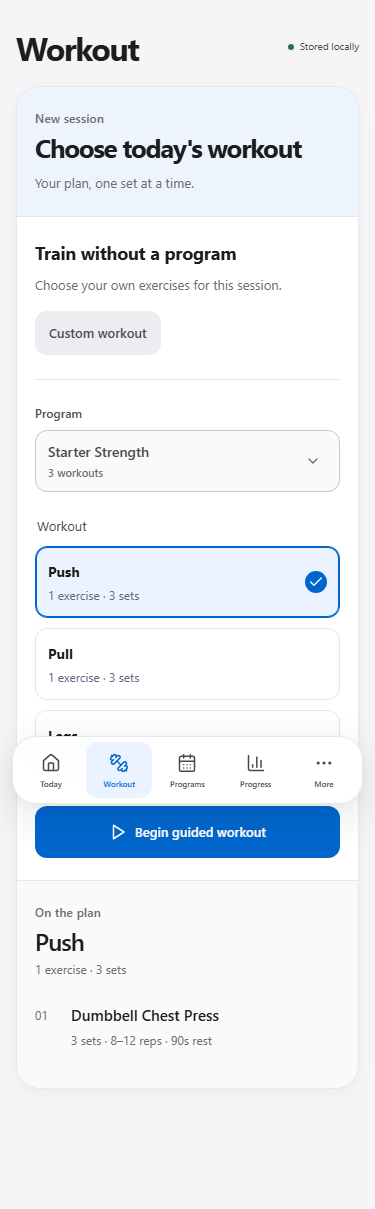 Workout
Stored locally
New session
Choose today's workout
Your plan, one set at a time.
Train without a program
Choose your own exercises for this session.
Custom workout
Program
Starter Strength
3 workouts
Workout
Push
1 exercise · 3 sets
Pull
1 exercise · 3 sets
Legs
Today
Workout
Programs
Progress
More
Begin guided workout
On the plan
Push
1 exercise · 3 sets
01
Dumbbell Chest Press
3 sets · 8–12 reps · 90s rest